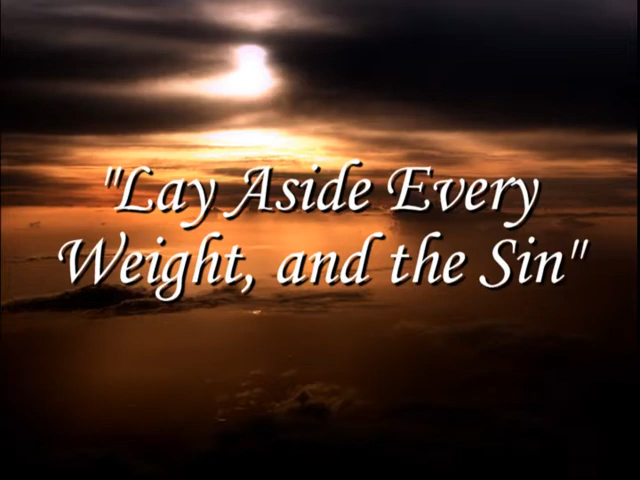 "Lay Aside Every
Weight, and the Sin"